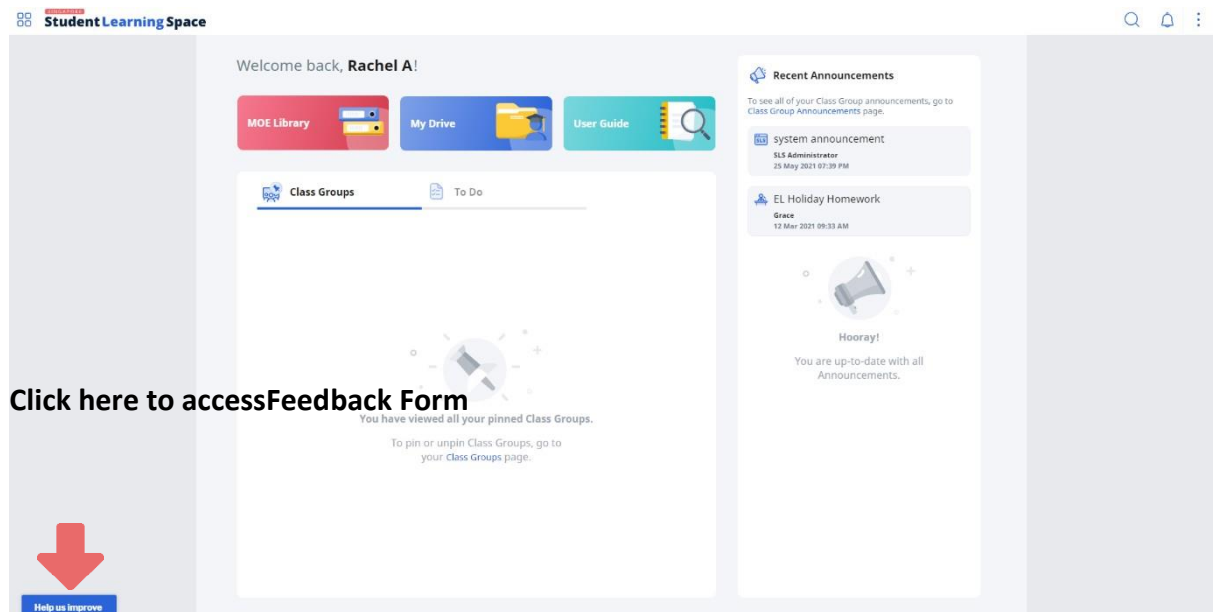 SINGAPORE
Student Learning Space
Welcome back, Rachel A!
MOE Library
My Drive
User Guide
Class Groups
To Do
You have viewed all your pinned Class Groups.
To pin or unpin Class Groups, go to
your Class Groups page.
Recent Announcements
To see all of your Class Group announcements, go to
Class Group Announcements page.
system announcement
SLS Administrator
25 May 2021 07:39 PM
EL Holiday Homework
Grace
12 Mar 2021 09:33 AM
Hooray!
You are up-to-date with all
Announcements.
Click here to accessFeedback Form
Help us improve